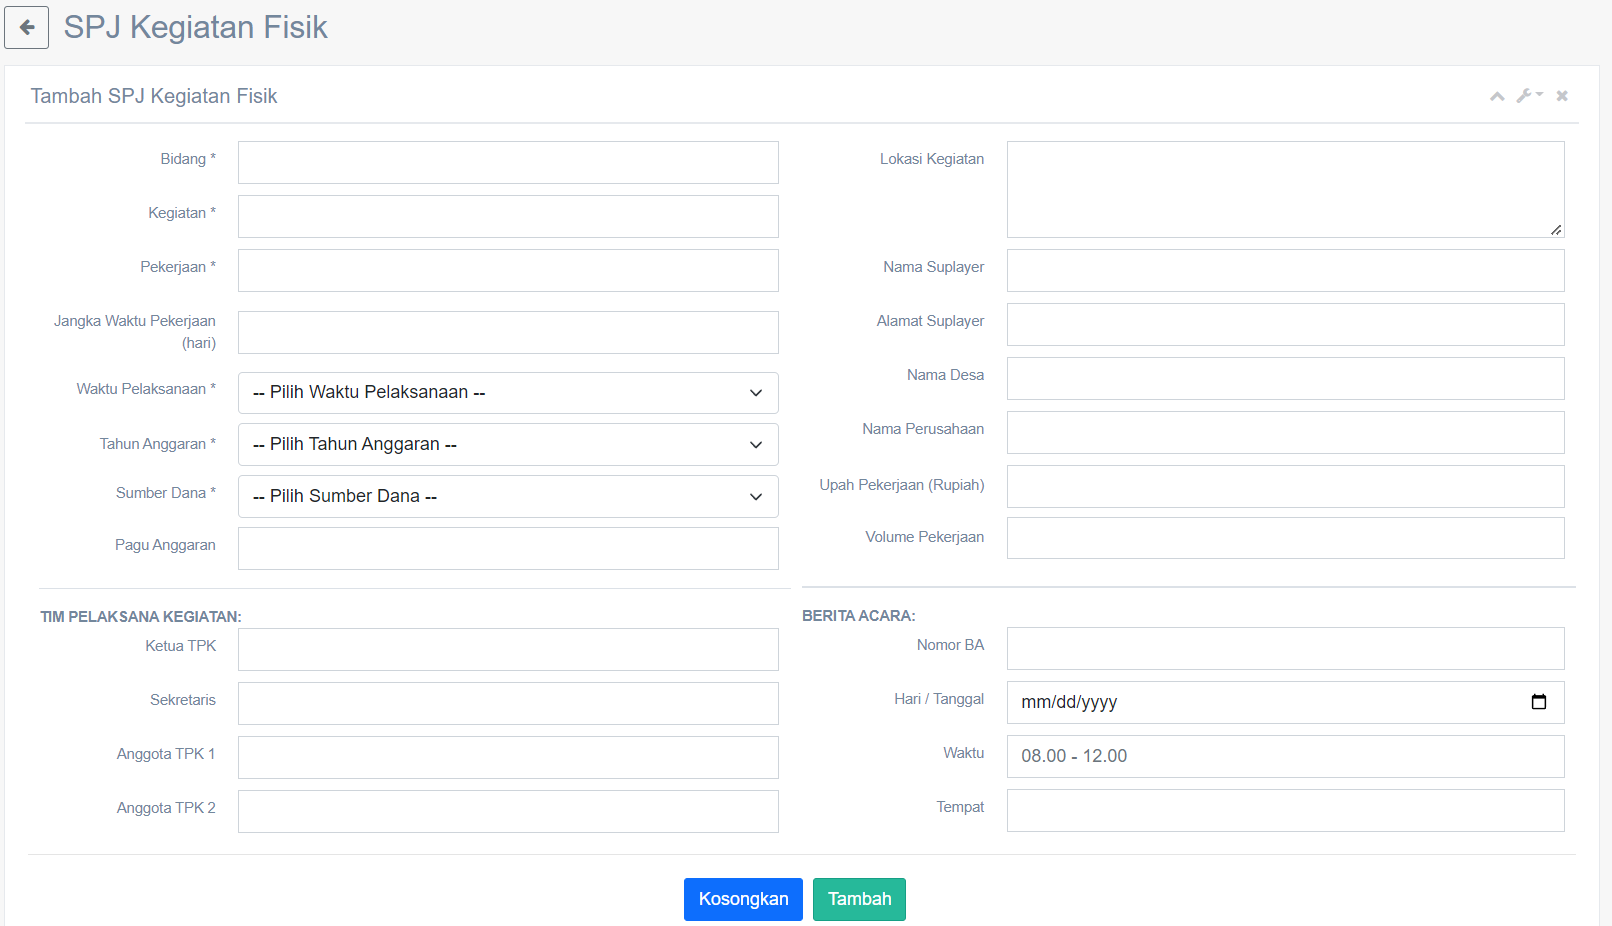 SPJ Kegiatan Fisik
Tambah SPJ Kegiatan Fisik
Bidang *
Kegiatan *
Pekerjaan *
Jangka Waktu Pekerjaan
(hari)
Waktu Pelaksanaan *
-- Pilih Waktu Pelaksanaan --
Tahun Anggaran *
-- Pilih Tahun Anggaran --
Sumber Dana *
-- Pilih Sumber Dana --
Pagu Anggaran
Lokasi Kegiatan
Nama Suplayer
Alamat Suplayer
Nama Desa
Nama Perusahaan
Upah Pekerjaan (Rupiah)
Volume Pekerjaan
TIM PELAKSANA KEGIATAN:
Ketua TPK
Sekretaris
Anggota TPK 1
Anggota TPK 2
BERITA ACARA:
Nomor BA
Hari / Tanggal
mm/dd/yyyy
Waktu
08.00 - 12.00
Tempat
Kosongkan
Tambah